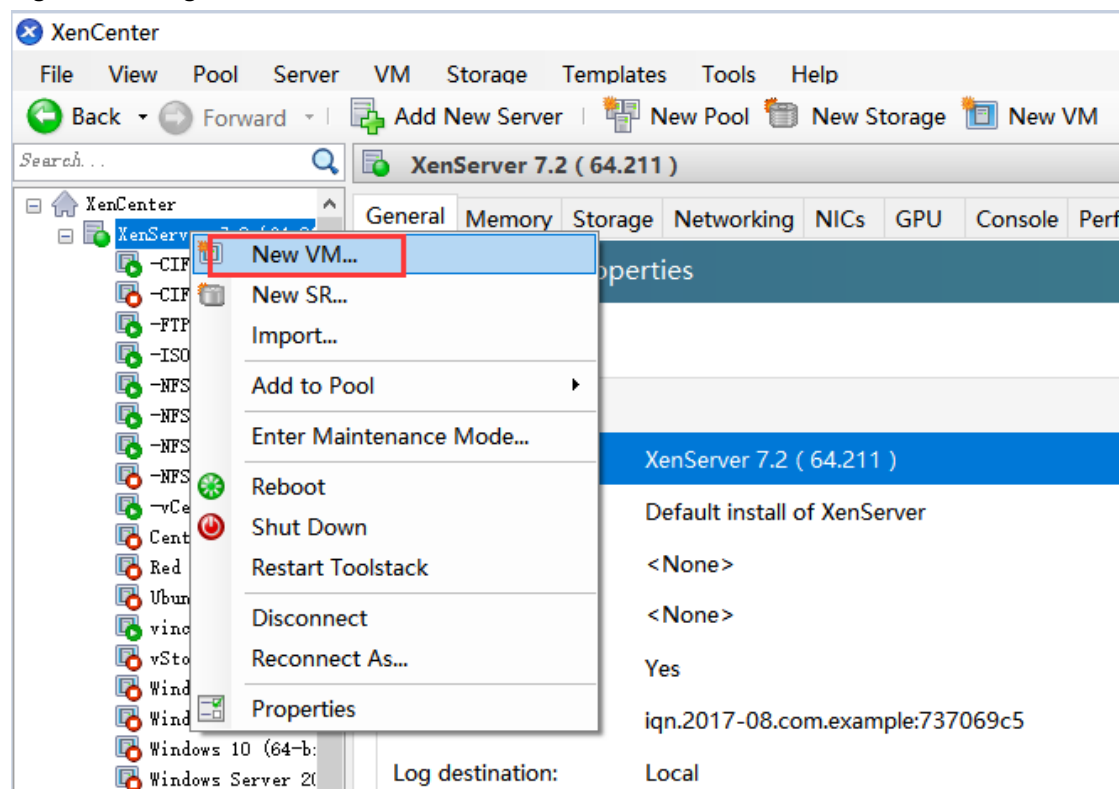 XenCenter
File View Pool Server VM Storage Templates Tools Help
Back Forward Add New Server New Pool New Storage New VM
Search...
XenServer 7.2 ( 64.211 )
XenCenter
General Memory Storage Networking NICs GPU Console Perf
New VM...
-CIF
New SR...
-CIF
-FTP
Import...
-ISO
-NFS
Add to Pool
-NFS
Enter Maintenance Mode...
-NFS
XenServer 7.2 ( 64.211 )
-NFS
Reboot
-vCe
Default install of XenServer
Shut Down
Cent
Restart Toolstack
Red
<None>
Ubun
Disconnect
<None>
vinc
Reconnect As...
vSto
Yes
Wind
Properties
Wind
iqn.2017-08.com.example:737069c5
Windows 10 (64-b
Log destination: Local
Windows Server 20